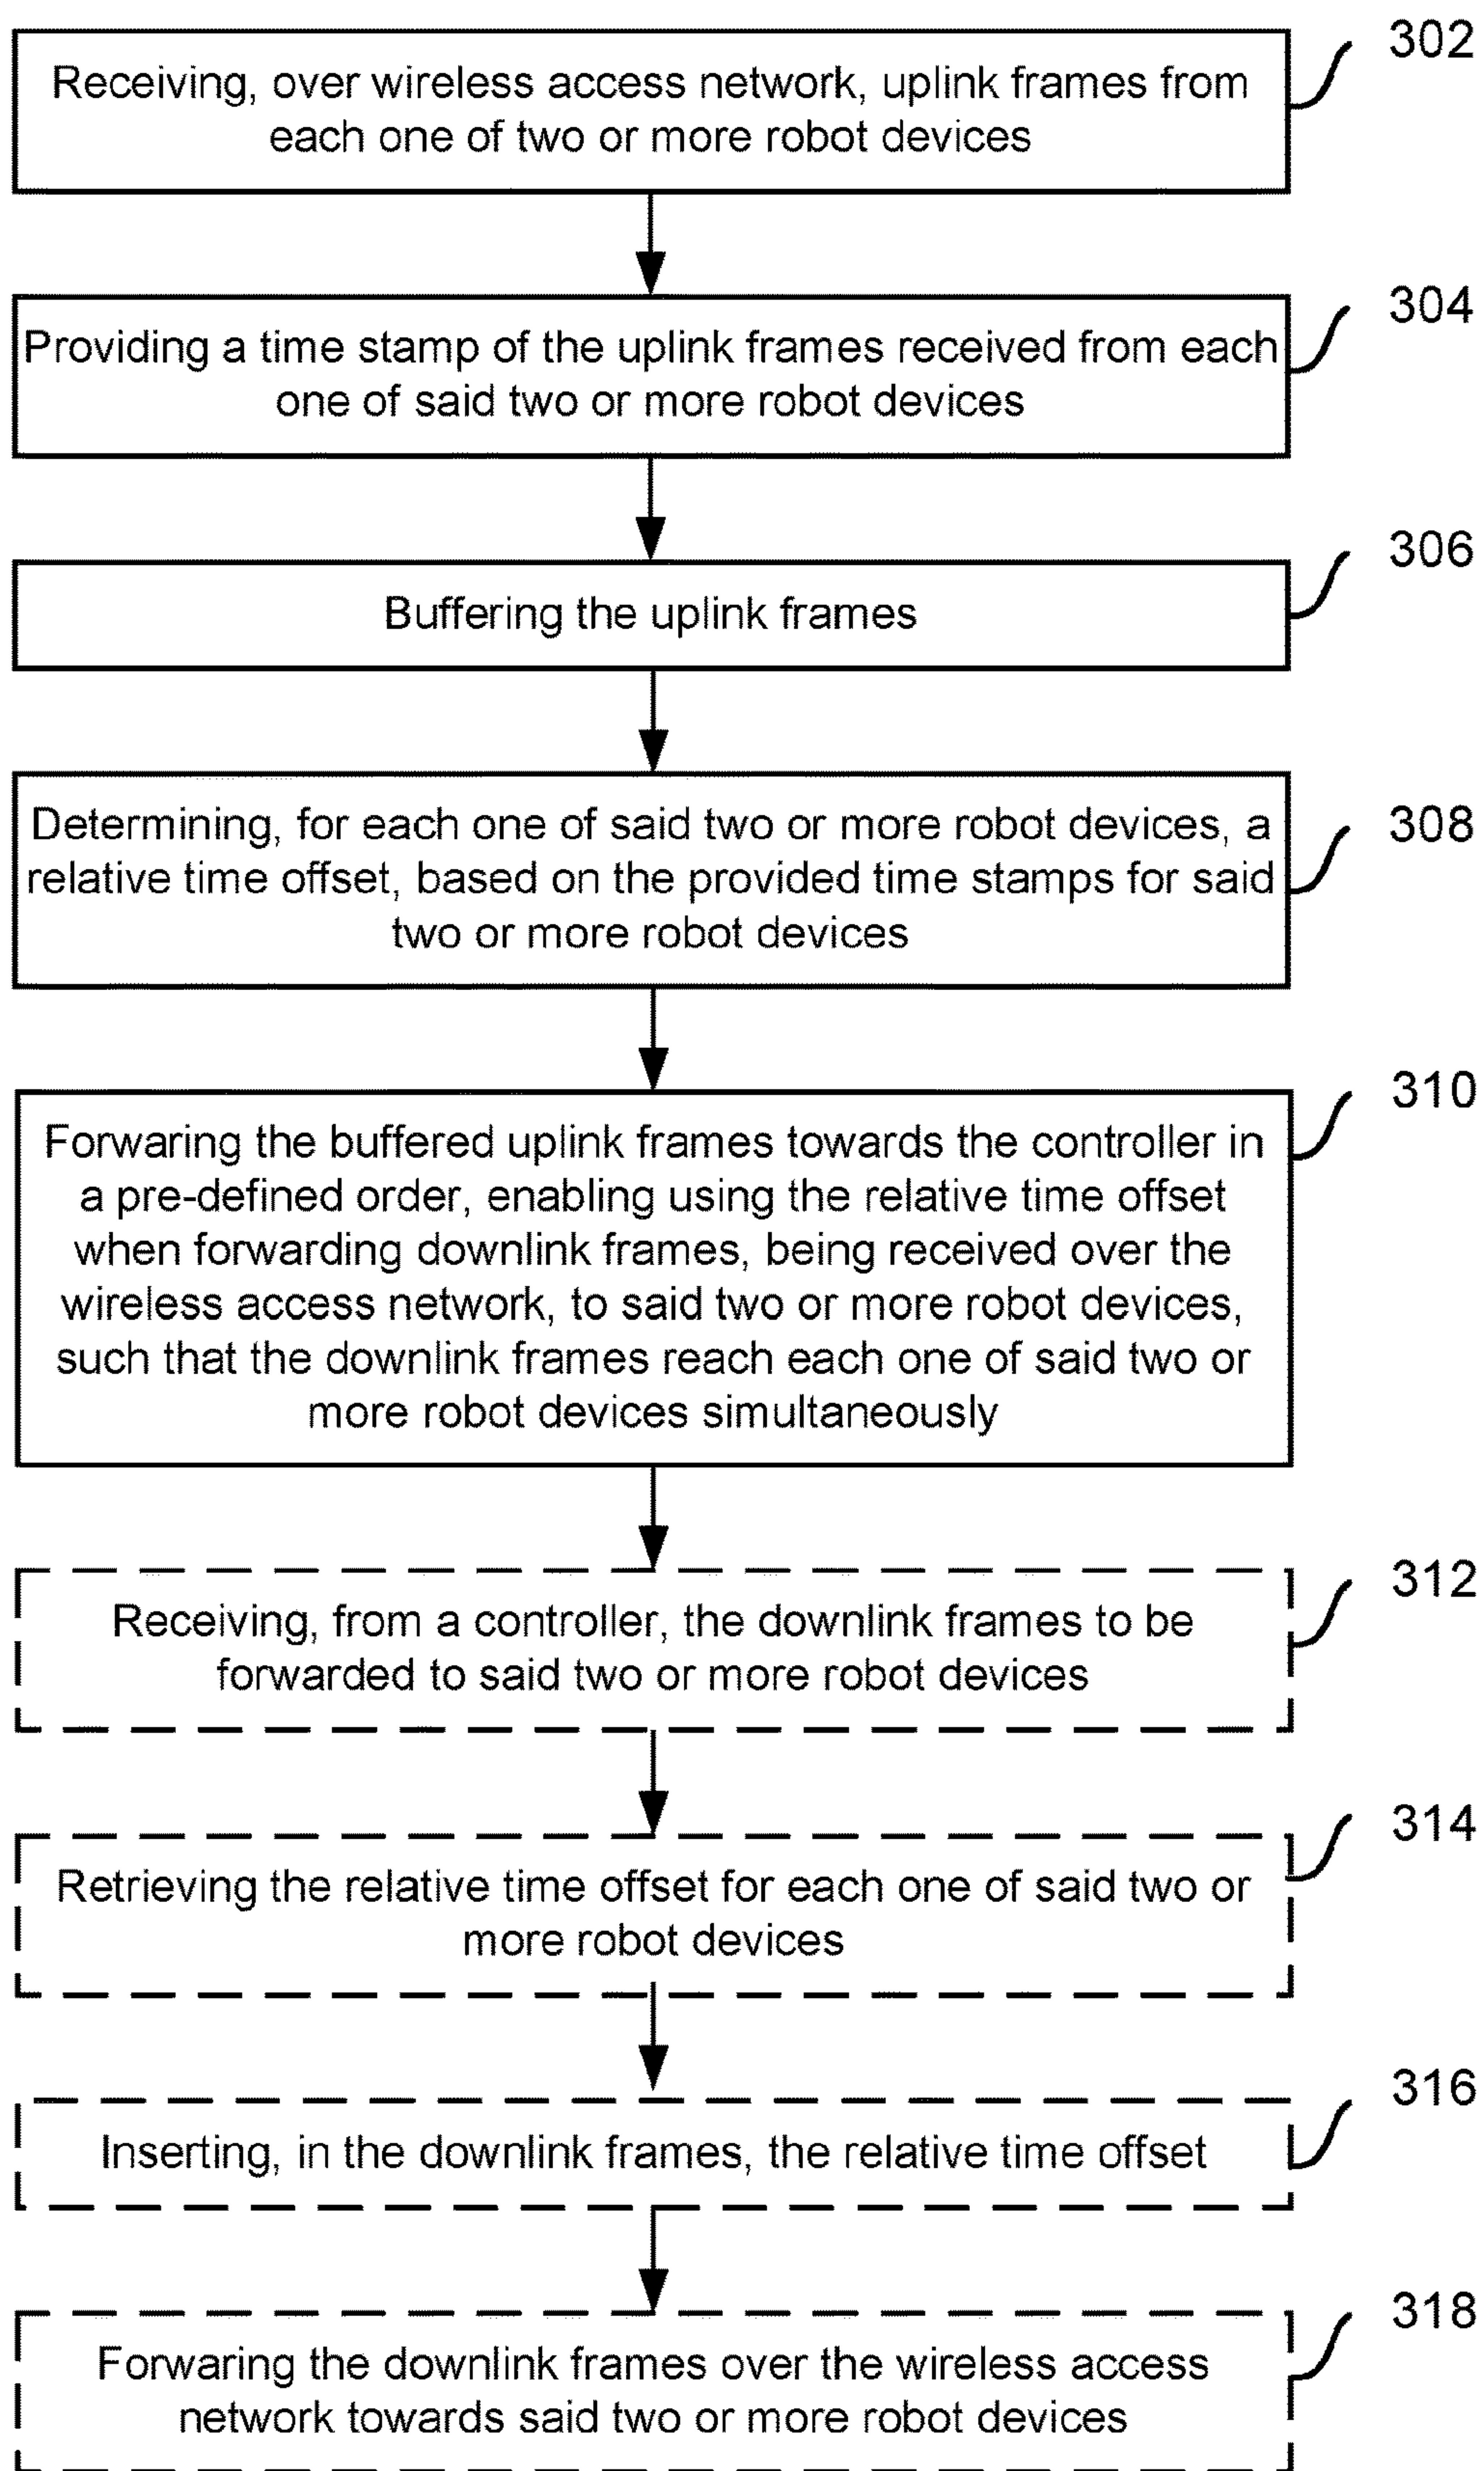 302
Receiving, over wireless access network, uplink frames from
each one of two or more robot devices
304
Providing a time stamp of the uplink frames received from each
one of said two or more robot devices
306
Buffering the uplink frames
308
Determining, for each one of said two or more robot devices, a
relative time offset, based on the provided time stamps for said
two or more robot devices
310
Forwaring the buffered uplink frames towards the controller in
a pre-defined order, enabling using the relative time offset
when forwarding downlink frames, being received over the
wireless access network, to said two or more robot devices,
such that the downlink frames reach each one of said two or
more robot devices simultaneously
312
Receiving, from a controller, the downlink frames to be
forwarded to said two or more robot devices
314
Retrieving the relative time offset for each one of said two or
more robot devices
316
Inserting, in the downlink frames, the relative time offset
318
Forwaring the downlink frames over the wireless access
network towards said two or more robot devices